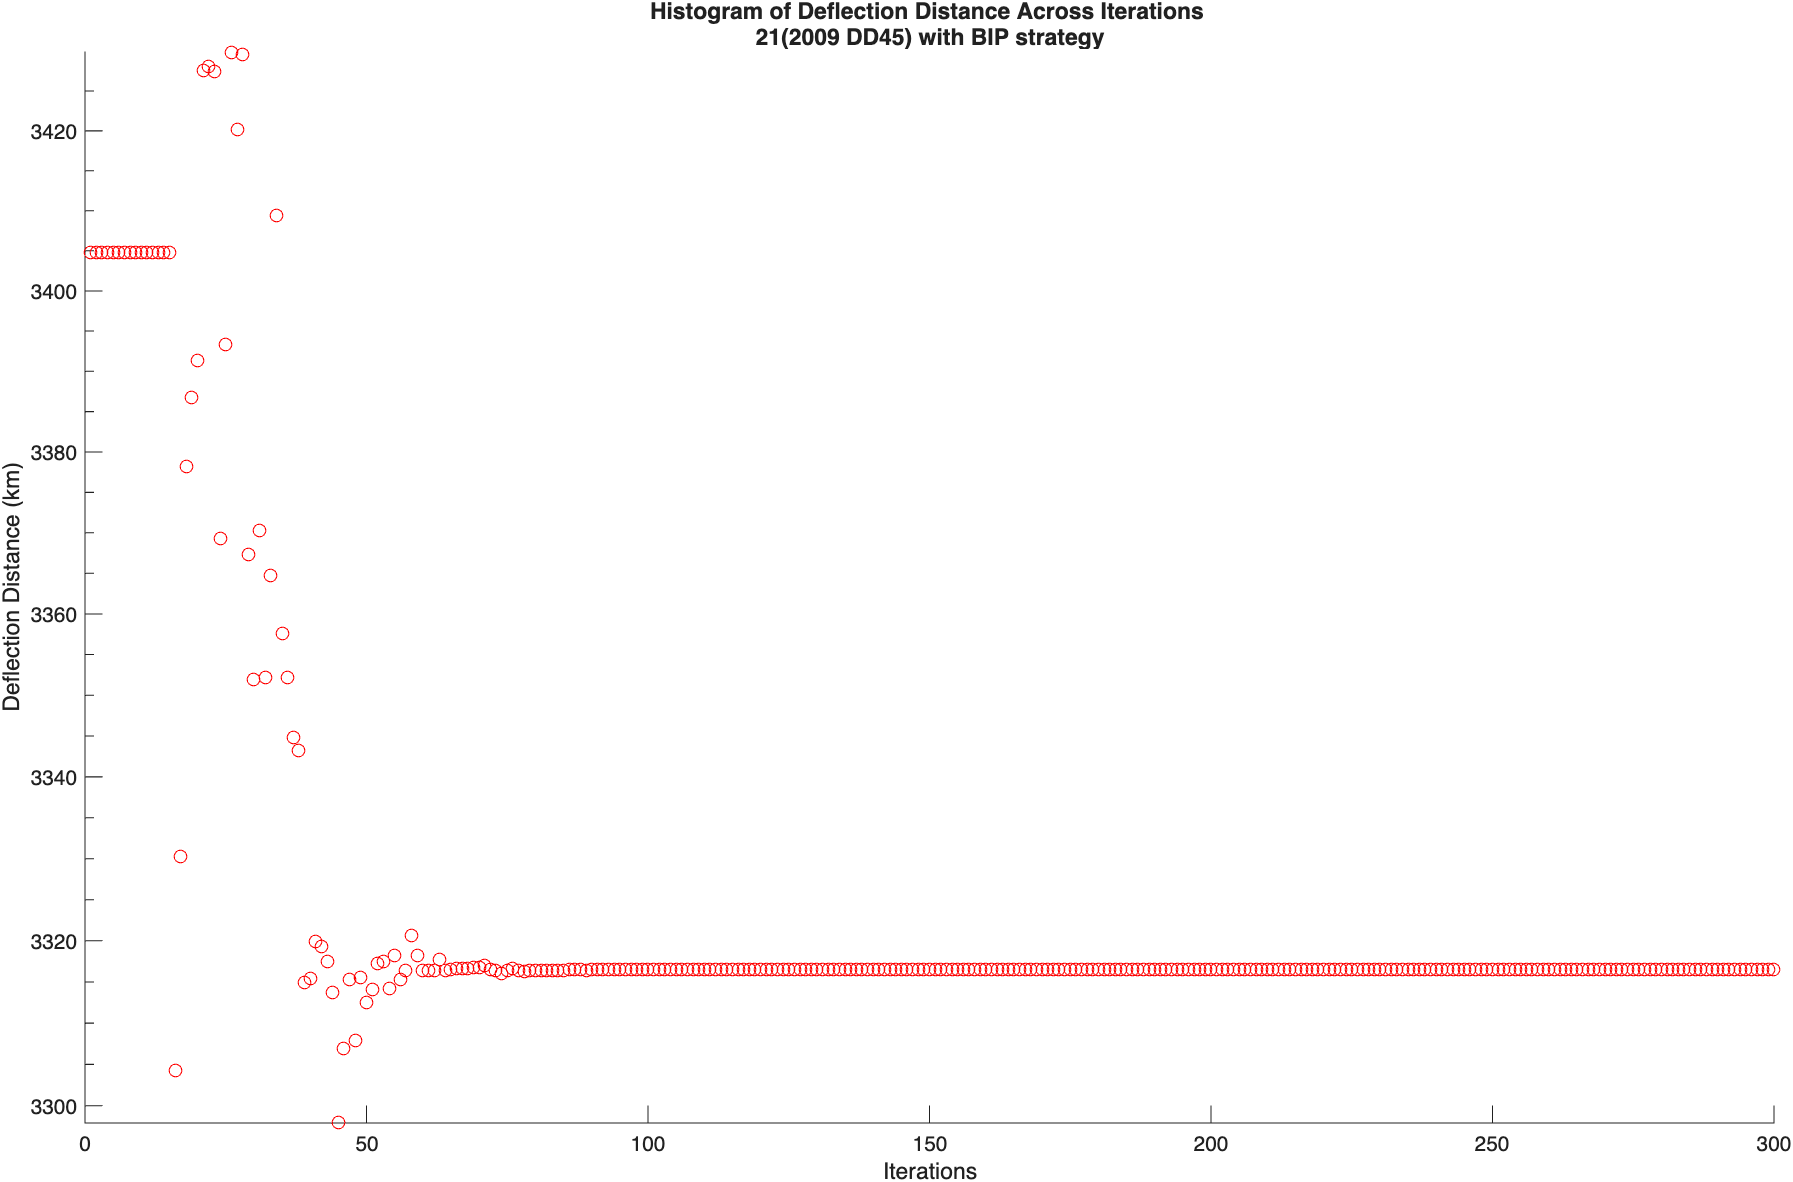 Histogram of Deflection Distance Across Iterations
21(2009 DD45) with BIP strategy
Deflection Distance (km)
3420
3400
3380
3360
3340
3320
3300
0 50 100 150 200 250 300
Iterations